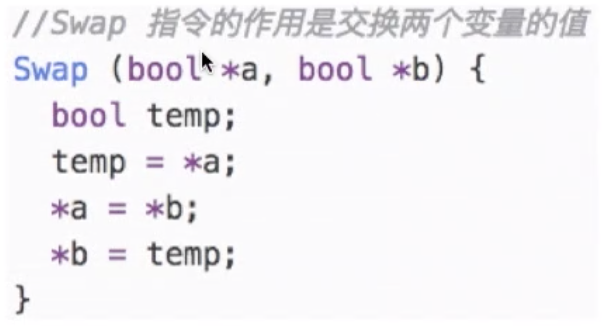 //Swap 指令的作用是交换两个变量的值
Swap (bool *a, bool *b) {
  bool temp;
  temp = *a;
  *a = *b;
  *b = temp;
}